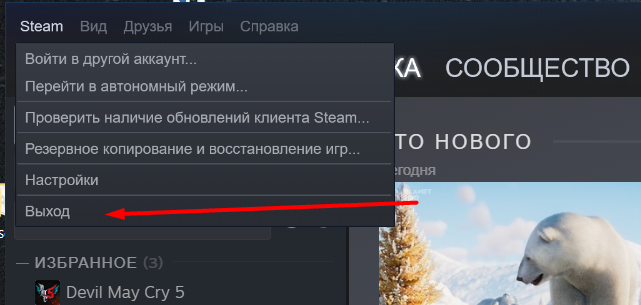 Steam Вид Друзья Игры Справка
Войти в другой аккаунт...
КА СООБЩЕСТВО
Перейти в автономный режим...
Проверить наличие обновлений клиента Steam...
ТО НОВОГО
Резервное копирование и восстановление игр...
егодня
Настройки
Выход
— ИЗБРАННОЕ (3)
Devil May Cry 5